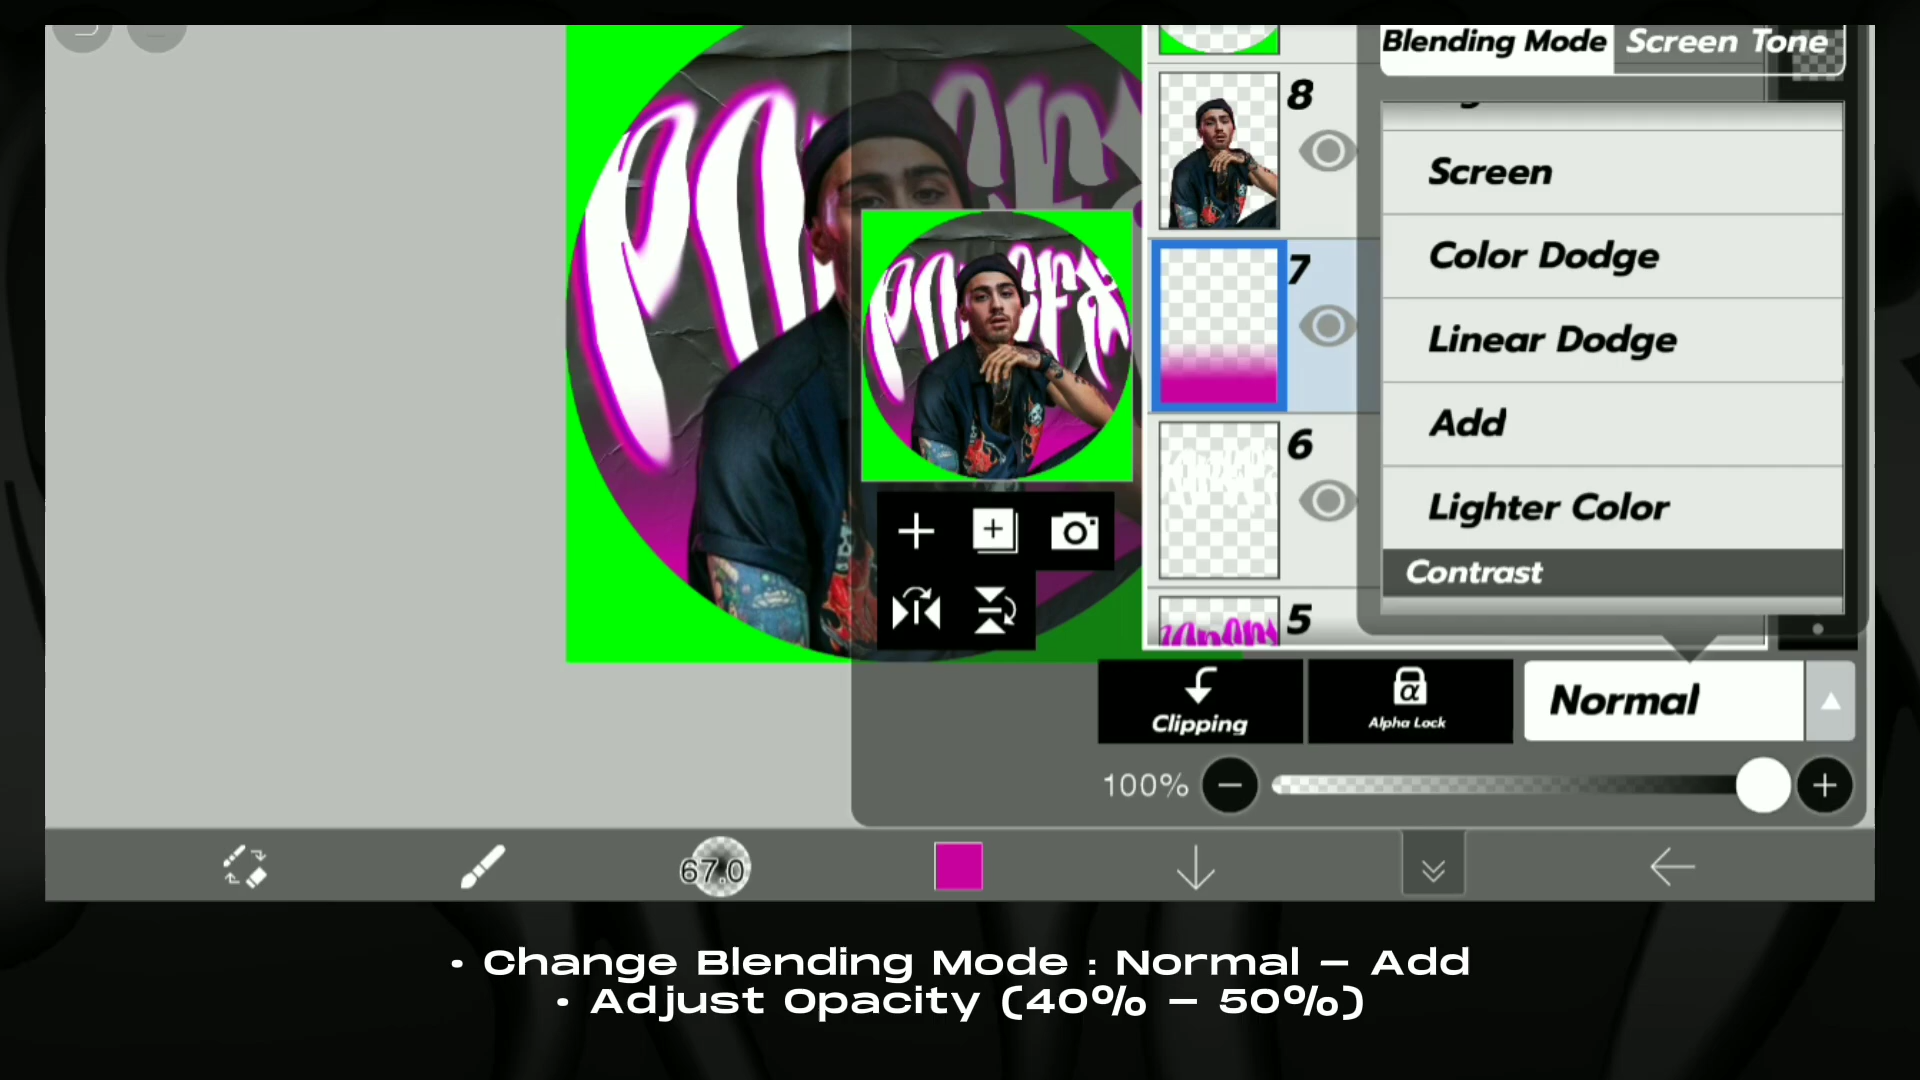 Blending Mode
Screen Tone
8
Screen
Color Dodge
7
Linear Dodge
Add
6
Lighter Color
Contrast
5
Clipping
α
Alpha Lock
Normal
100%
67.0
• Change Blending Mode : Normal – Add
• Adjust Opacity (40% – 50%)